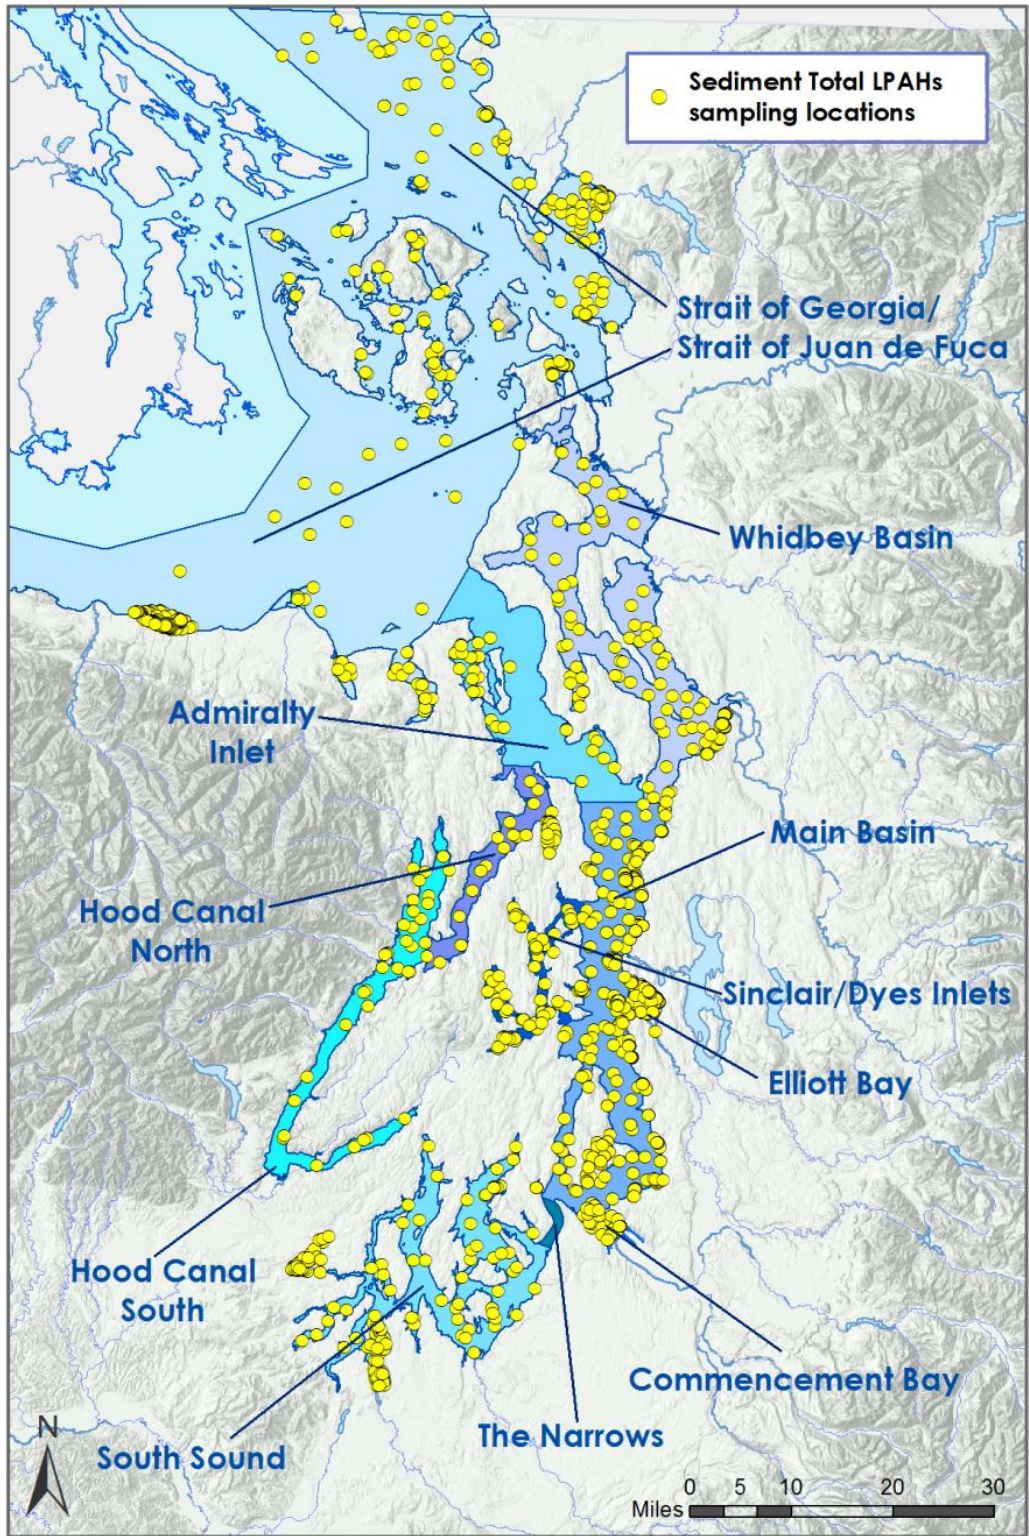 Sediment Total LPAHs
sampling locations
Strait of Georgia/
Strait of Juan de Fuca
Whidbey Basin
Admiralty
Inlet
Main Basin
Hood Canal
North
Sinclair/Dyes Inlets
Elliott Bay
Hood Canal
South
Commencement Bay
The Narrows
South Sound
N
0 5 10 20 30
Miles